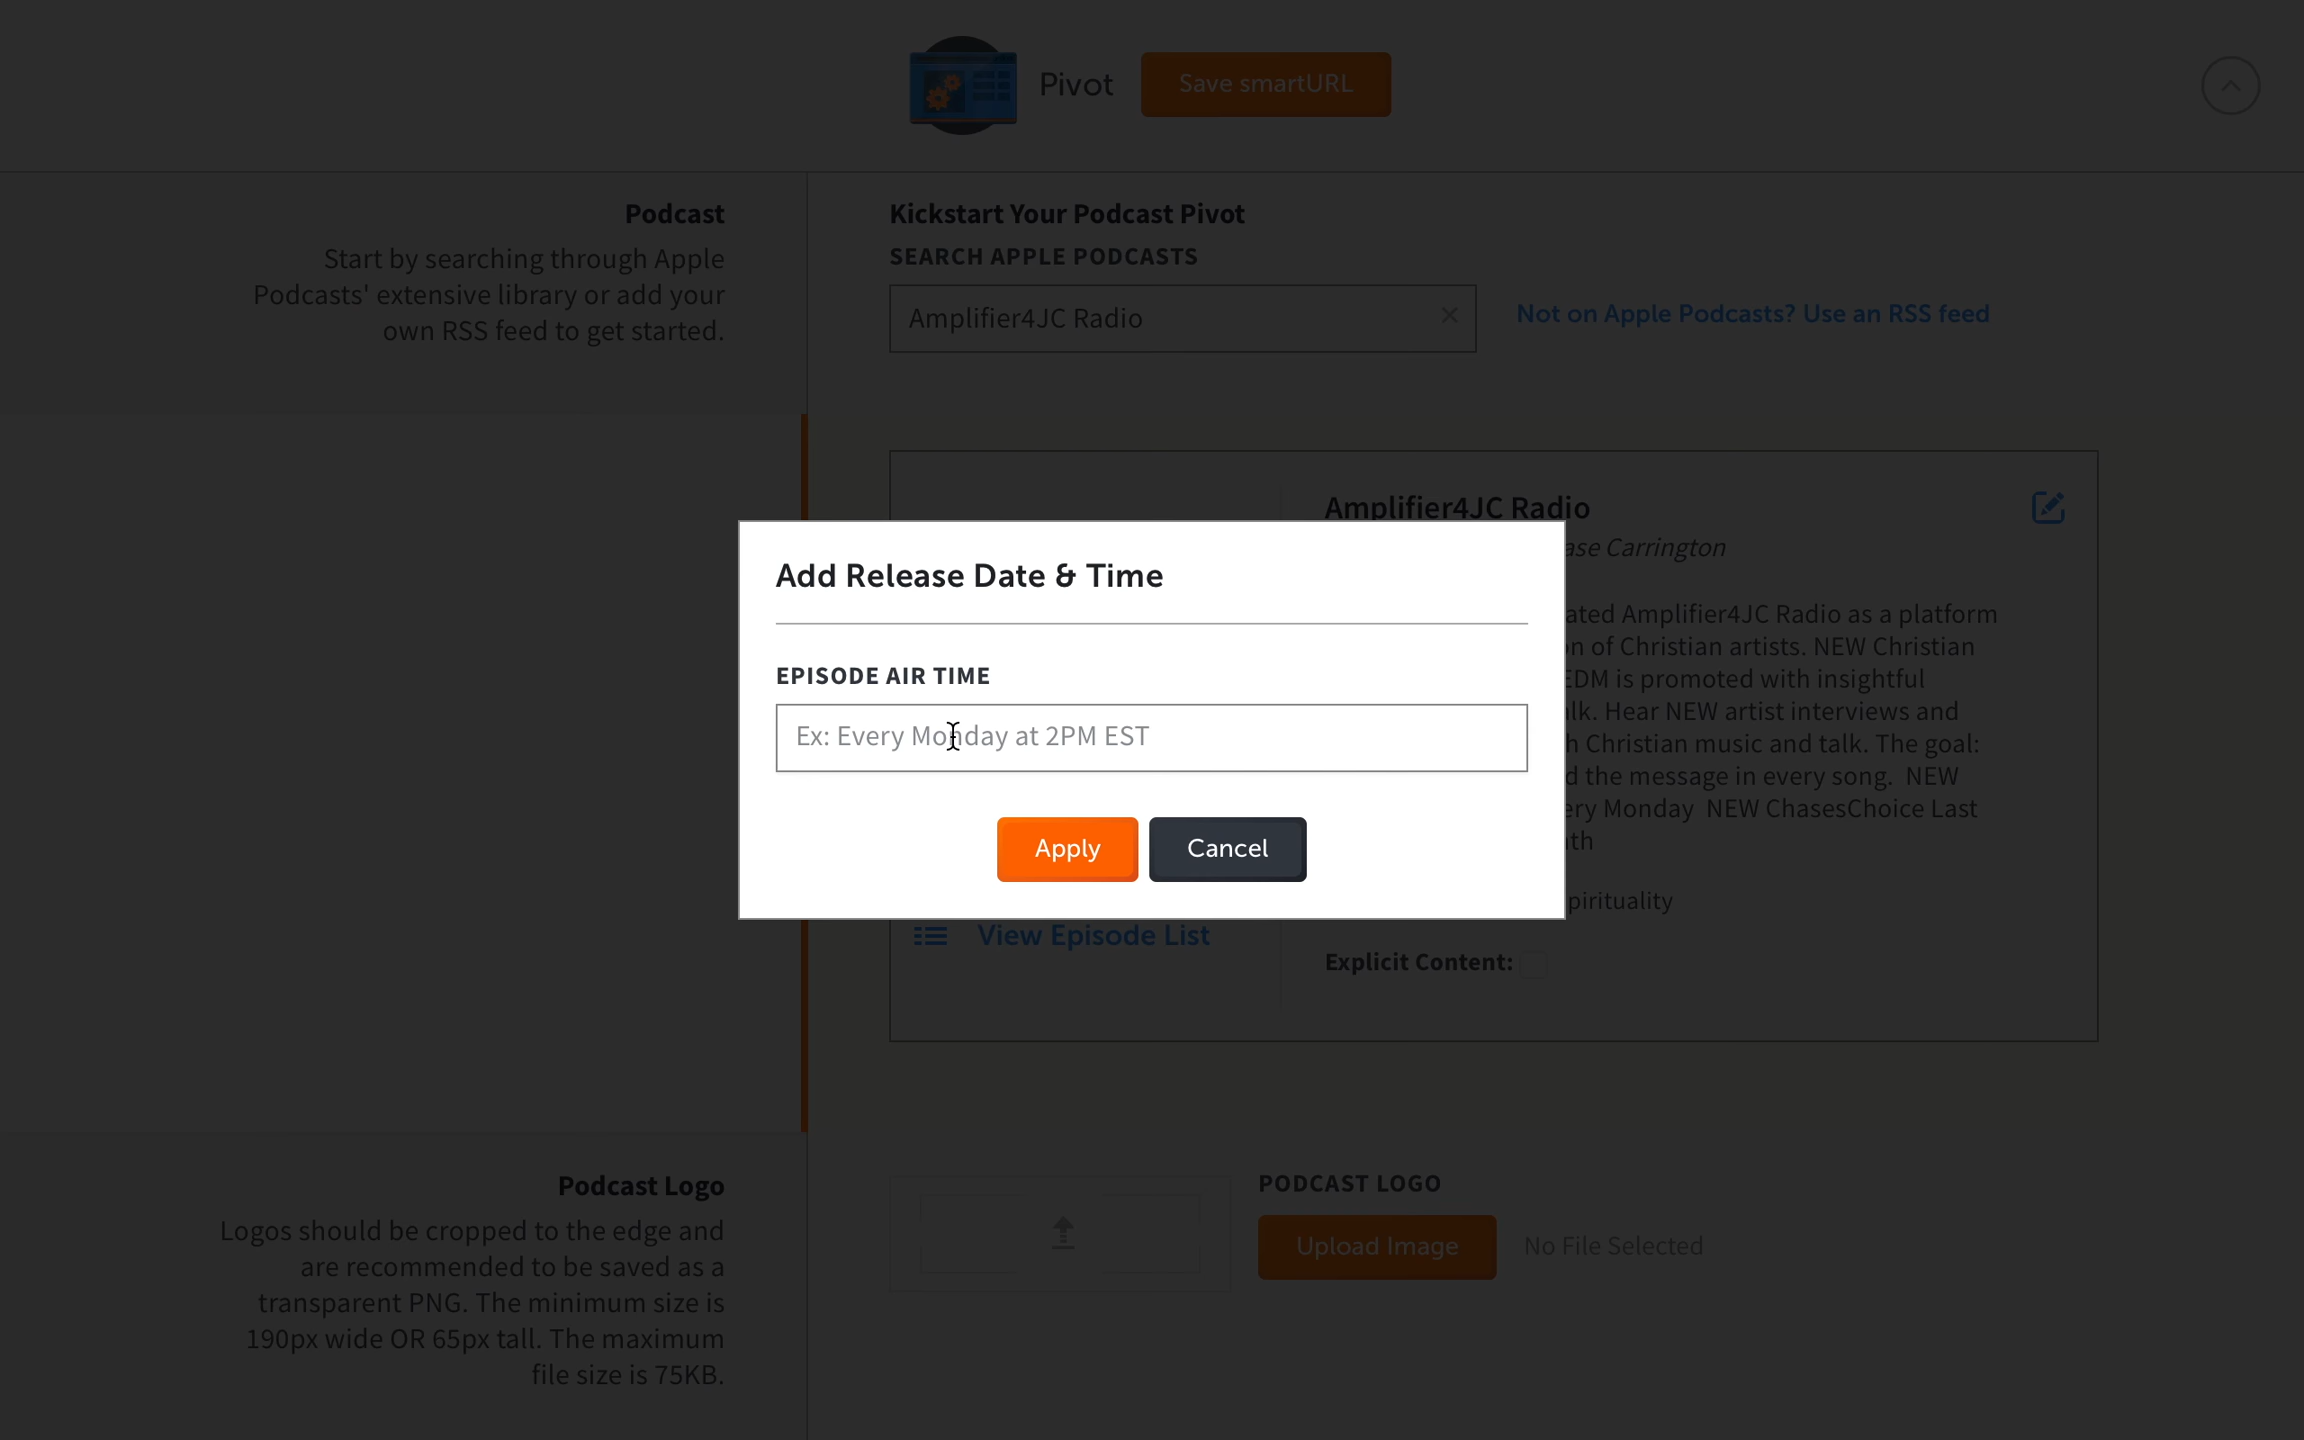 Pivot
Save smartURL
Podcast
Start by searching through Apple
Podcasts' extensive library or add your
own RSS feed to get started.
Kickstart Your Podcast Pivot
SEARCH APPLE PODCASTS
Amplifier4JC Radio
Not on Apple Podcasts? Use an RSS feed
Amplifier4JC Radio
Carrington
Amplifier4JC Radio as a platform
of Christian artists. NEW Christian
EDM is promoted with insightful
Hear NEW artist interviews and
Christian music and talk. The goal:
the message in every song. NEW
Monday NEW ChasesChoice Last
Add Release Date & Time
EPISODE AIR TIME
Ex: Every Monday at 2PM EST
Apply
Cancel
View Episode List
Explicit Content:
Podcast Logo
Logos should be cropped to the edge and
are recommended to be saved as a
transparent PNG. The minimum size is
190px wide OR 65px tall. The maximum
file size is 75KB.
PODCAST LOGO
Upload Image
No File Selected